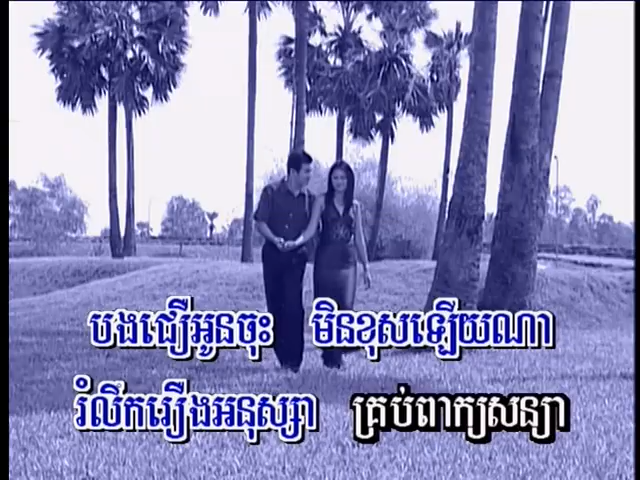 បងជឿអូនចុះ មិនខុសឡើយណា
រំលឹករឿងអនុស្សា គ្រប់ពាក្យសន្យា